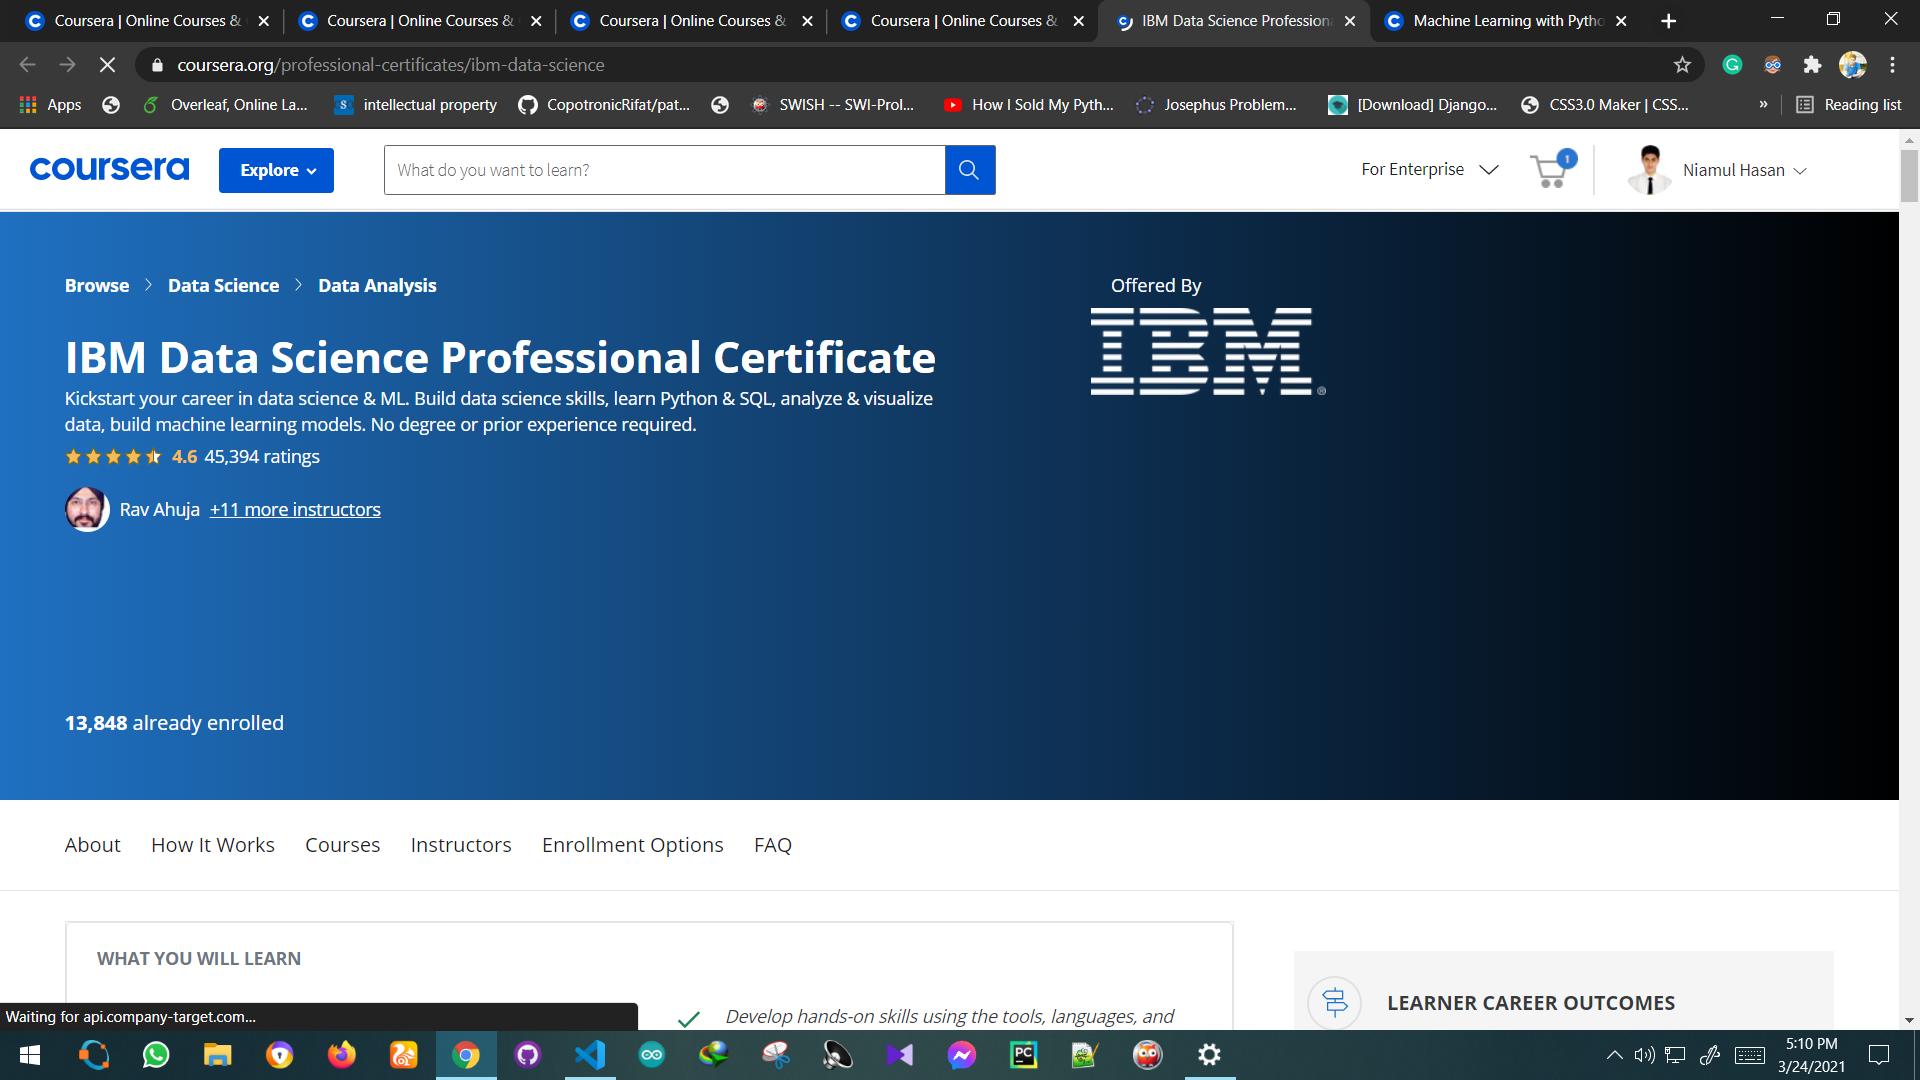 Coursera | Online Courses &
Coursera | Online Courses &
Coursera | Online Courses &
Coursera | Online Courses &
IBM Data Science Profession
Machine Learning with Pytho
coursera.org/professional-certificates/ibm-data-science
Apps
Overleaf, Online La...
intellectual property
CopotronicRifat/pat...
SWISH -- SWI-Prol...
How I Sold My Pyth...
Josephus Problem...
[Download] Django...
CSS3.0 Maker | CSS...
»
Reading list
coursera
Explore
What do you want to learn?
For Enterprise
1
Niamul Hasan
Browse
Data Science
Data Analysis
Offered By
IBM®
IBM Data Science Professional Certificate
Kickstart your career in data science & ML. Build data science skills, learn Python & SQL, analyze & visualize
data, build machine learning models. No degree or prior experience required.
4.6 45,394 ratings
Rav Ahuja +11 more instructors
13,848 already enrolled
About
How It Works
Courses
Instructors
Enrollment Options
FAQ
WHAT YOU WILL LEARN
Develop hands-on skills using the tools, languages, and
LEARNER CAREER OUTCOMES
Waiting for api.company-target.com...
PC
5:10 PM
3/24/2021